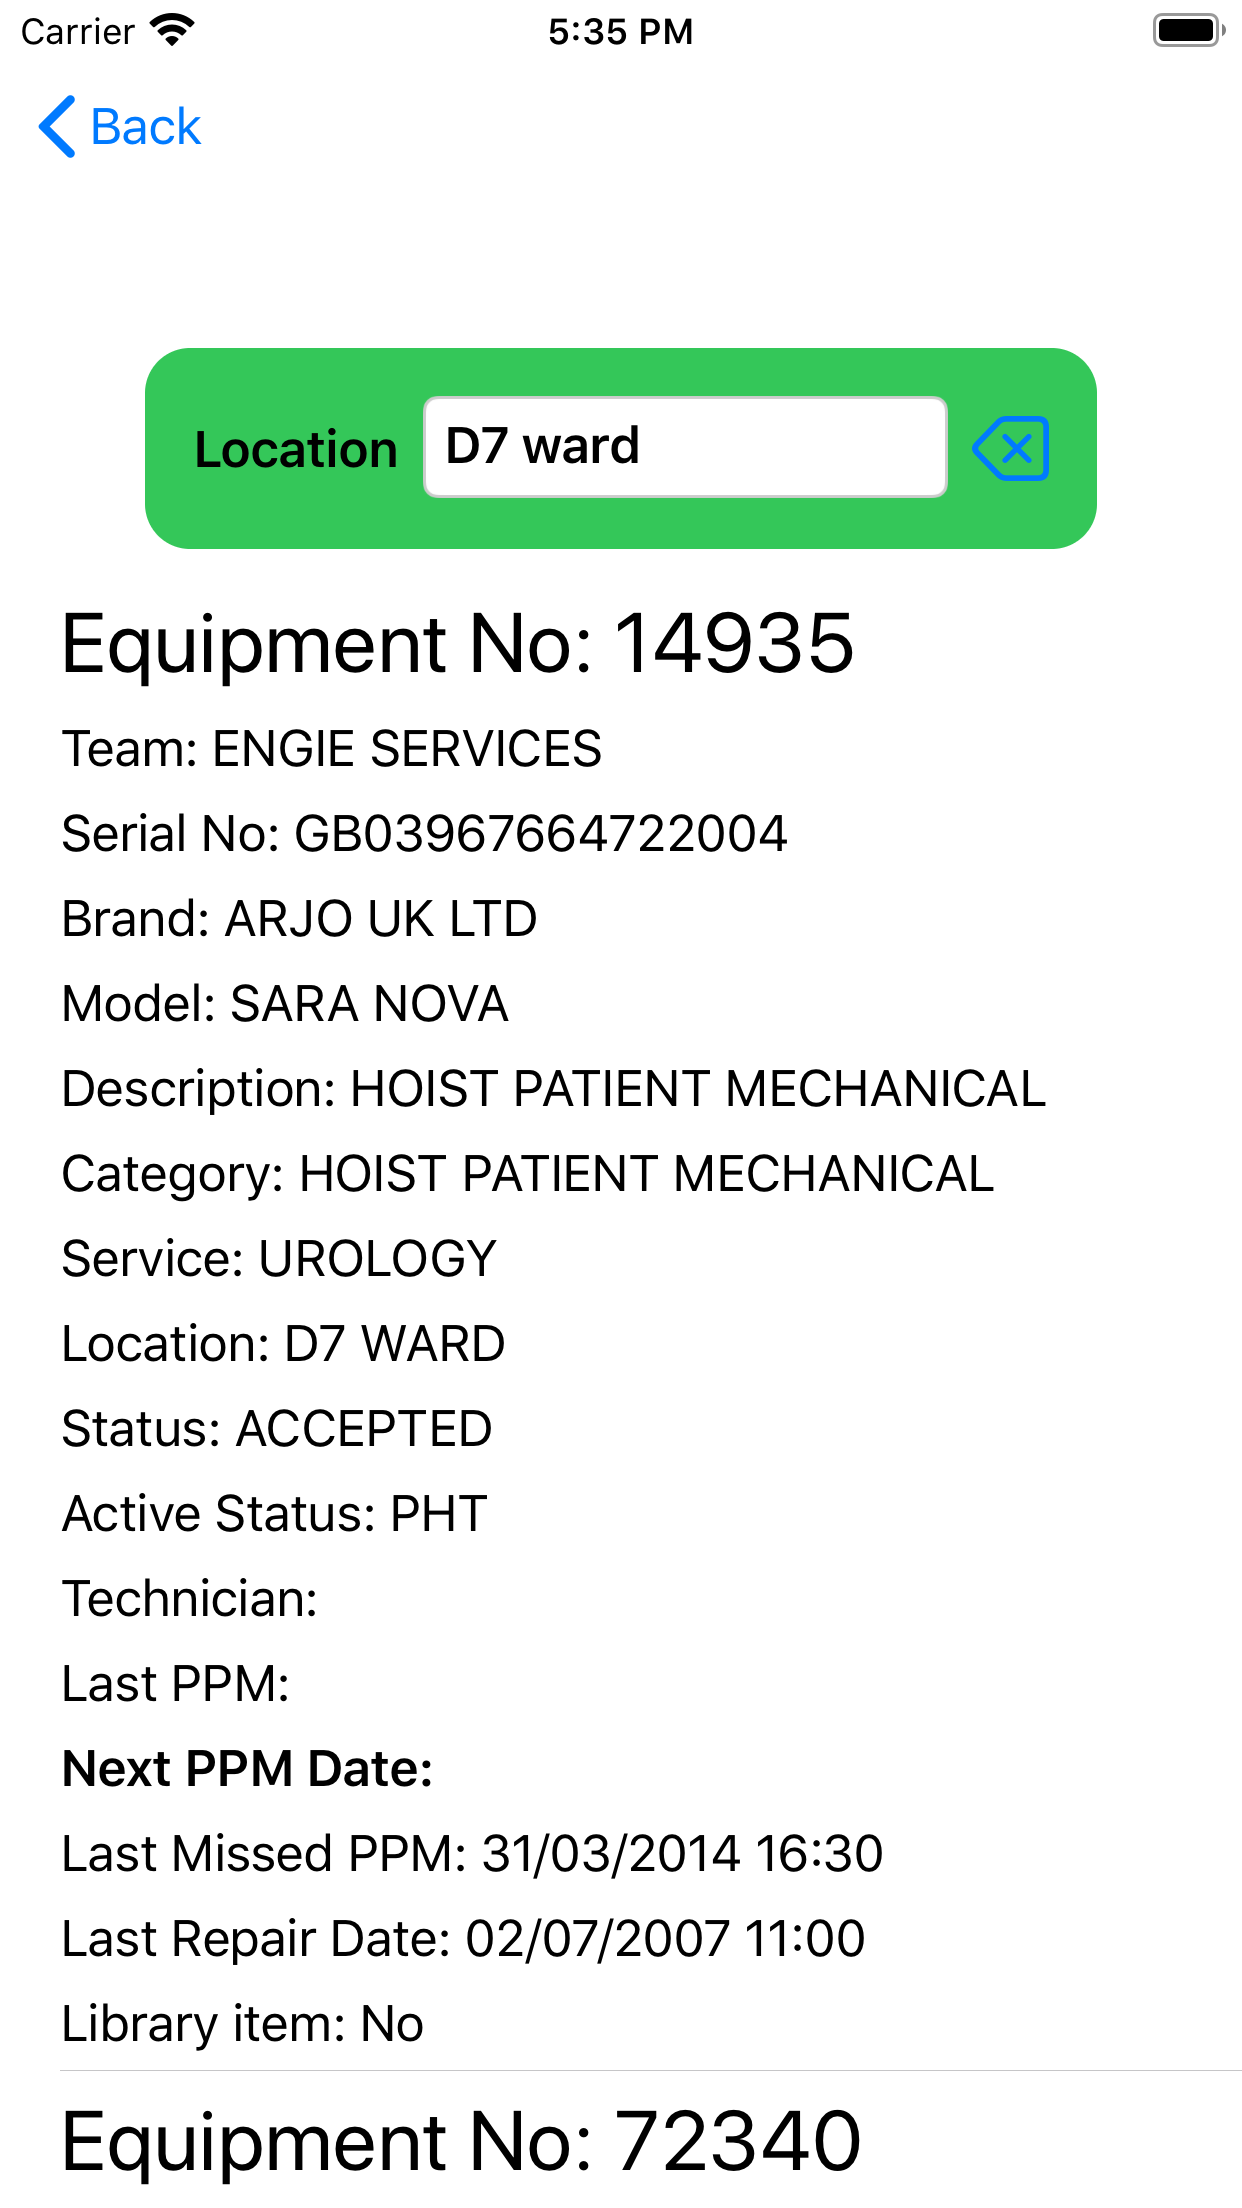 Carrier 5:35 PM
Back
Location D7 ward
Equipment No: 14935
Team: ENGIE SERVICES
Serial No: GB03967664722004
Brand: ARJO UK LTD
Model: SARA NOVA
Description: HOIST PATIENT MECHANICAL
Category: HOIST PATIENT MECHANICAL
Service: UROLOGY
Location: D7 WARD
Status: ACCEPTED
Active Status: PHT
Technician:
Last PPM:
Next PPM Date:
Last Missed PPM: 31/03/2014 16:30
Last Repair Date: 02/07/2007 11:00
Library item: No
Equipment No: 72340